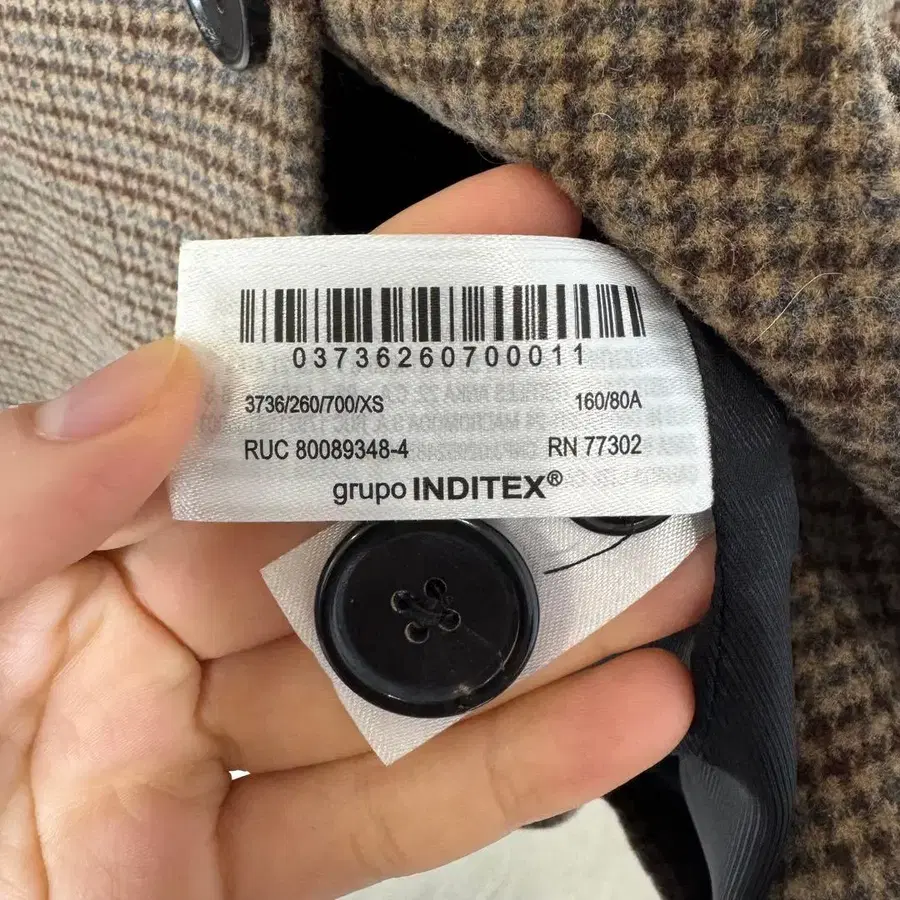 03736260700011
3736/260/700/XS 160/80A
RUC 80089348-4 RN 77302
grupo INDITEX®